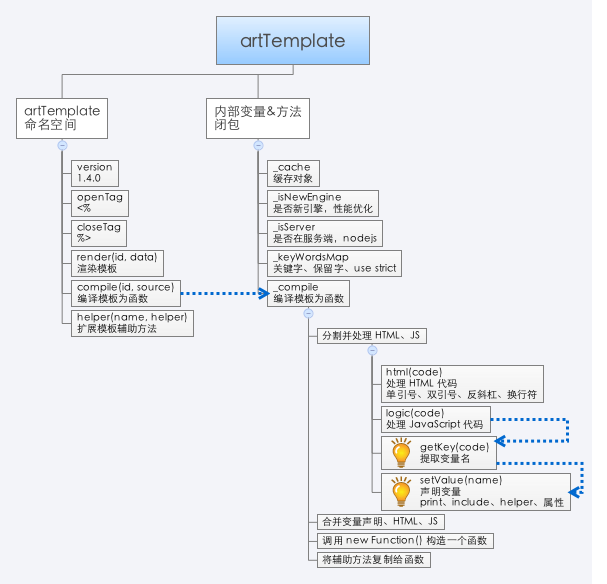 artTemplate
artTemplate
命名空间
version
1.4.0
openTag
<%
closeTag
%>
render(id, data)
渲染模板
compile(id, source)
编译模板为函数
helper(name, helper)
扩展模板辅助方法
内部变量&方法
闭包
_cache
缓存对象
_isNewEngine
是否新引擎，性能优化
_isServer
是否在服务端，nodejs
_keyWordsMap
关键字、保留字、use strict
_compile
编译模板为函数
分割并处理 HTML、JS
html(code)
处理 HTML 代码
单引号、双引号、反斜杠、换行符
logic(code)
处理 JavaScript 代码
getKey(code)
提取变量名
setValue(name)
声明变量
print、include、helper、属性
合并变量声明、HTML、JS
调用 new Function() 构造一个函数
将辅助方法复制给函数